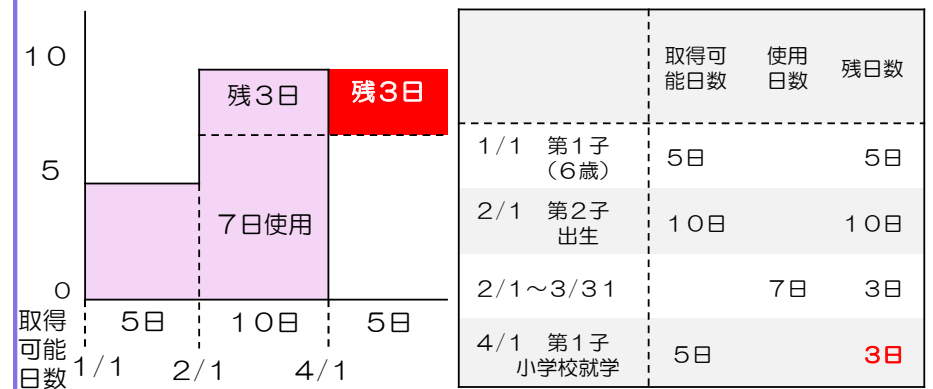 10
5
0
残3日
残3日
7日使用
取得
可能
日数
5日
10日
5日
1/1
2/1
4/1
取得可
能日数
使用
日数
残日数
1/1 第1子
（6歳）
5日
5日
2/1 第2子
出生
10日
10日
2/1～3/31
7日
3日
4/1 第1子
小学校就学
5日
3日